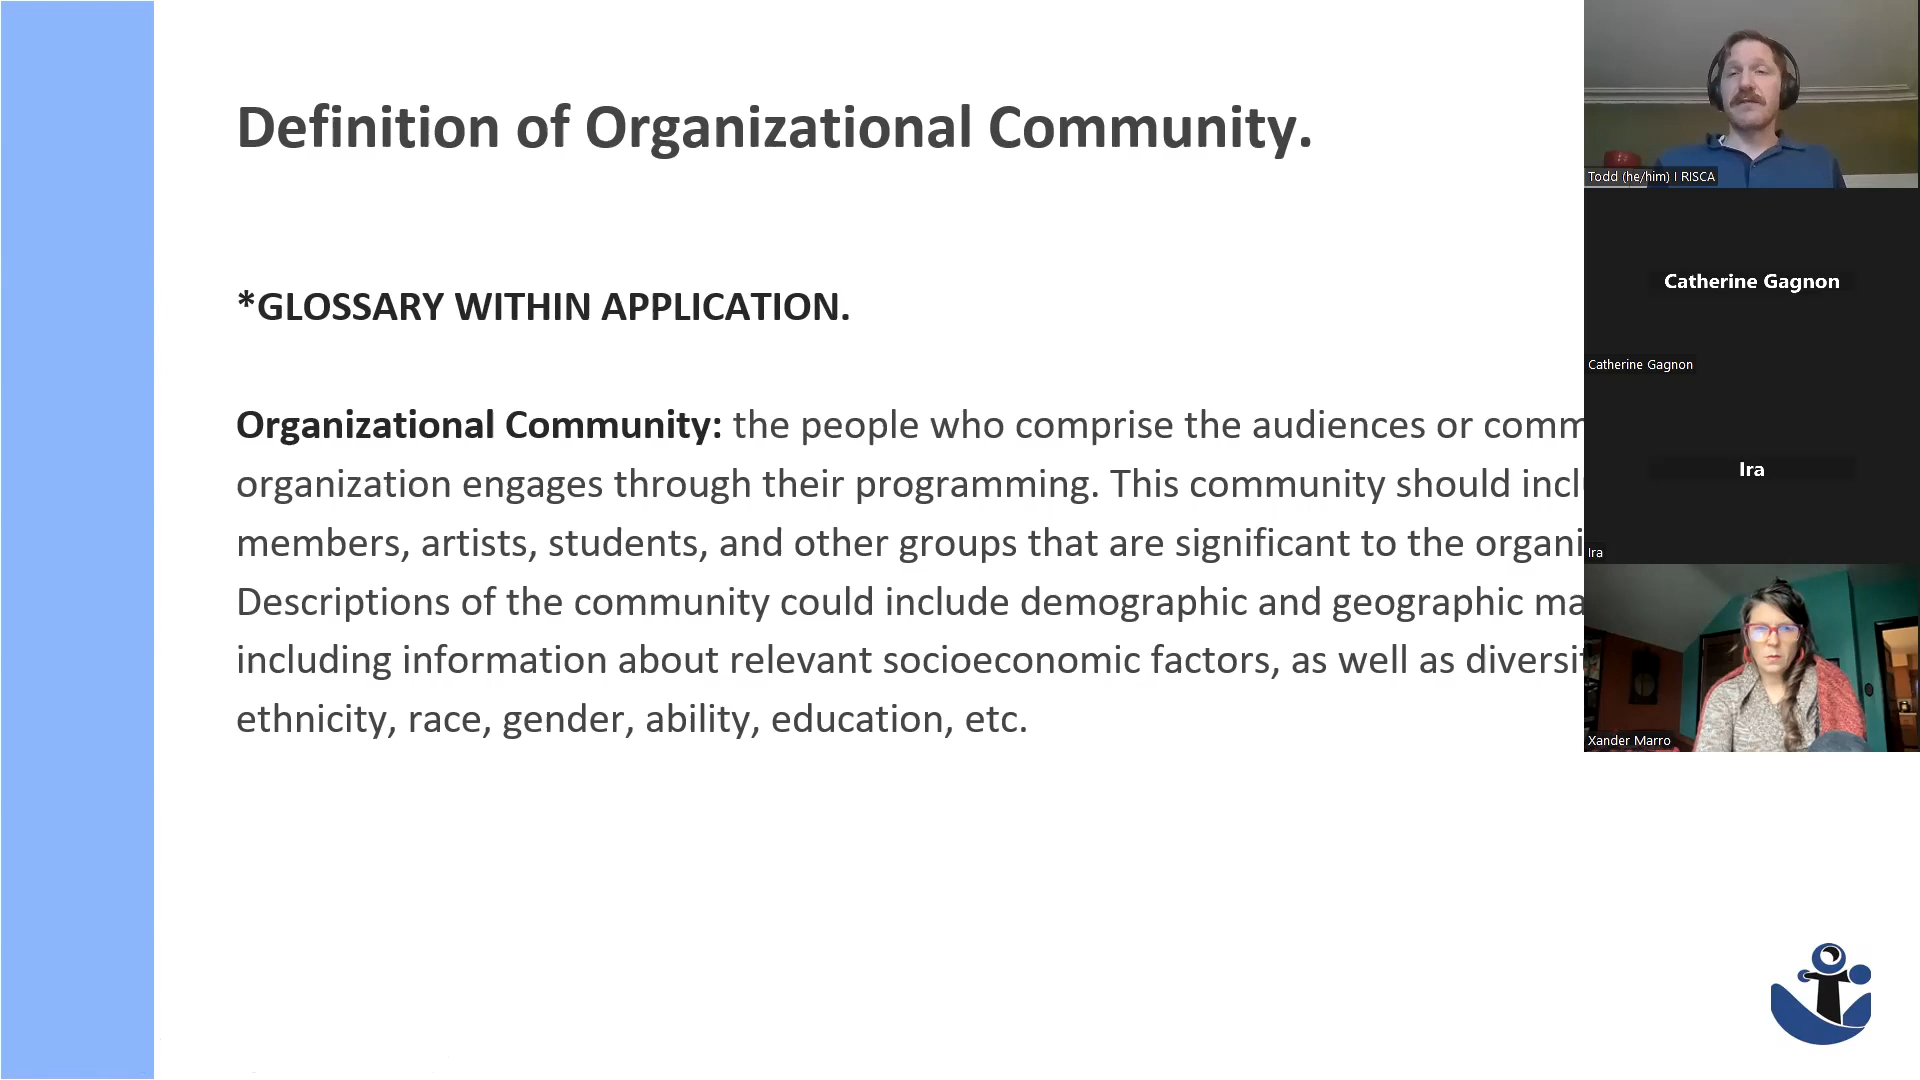 Definition of Organizational Community.
*GLOSSARY WITHIN APPLICATION.
Organizational Community: the people who comprise the audiences or comm
organization engages through their programming. This community should incl
members, artists, students, and other groups that are significant to the organi
Descriptions of the community could include demographic and geographic ma
including information about relevant socioeconomic factors, as well as diversit
ethnicity, race, gender, ability, education, etc.
Todd (he/him) I RISCA
Catherine Gagnon
Catherine Gagnon
Ira
Ira
Xander Marro